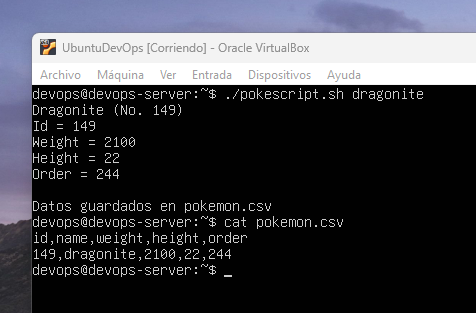 UbuntuDevOps [Corriendo] - Oracle VirtualBox
Archivo Máquina Ver Entrada Dispositivos Ayuda
devops@devops-server:~$ ./pokescript.sh dragonite
Dragonite (No. 149)
Id = 149
Weight = 2100
Height = 22
Order = 244
Datos guardados en pokemon.csv
devops@devops-server:~$ cat pokemon.csv
id,name,weight,height,order
149,dragonite,2100,22,244
devops@devops-server:~$ _